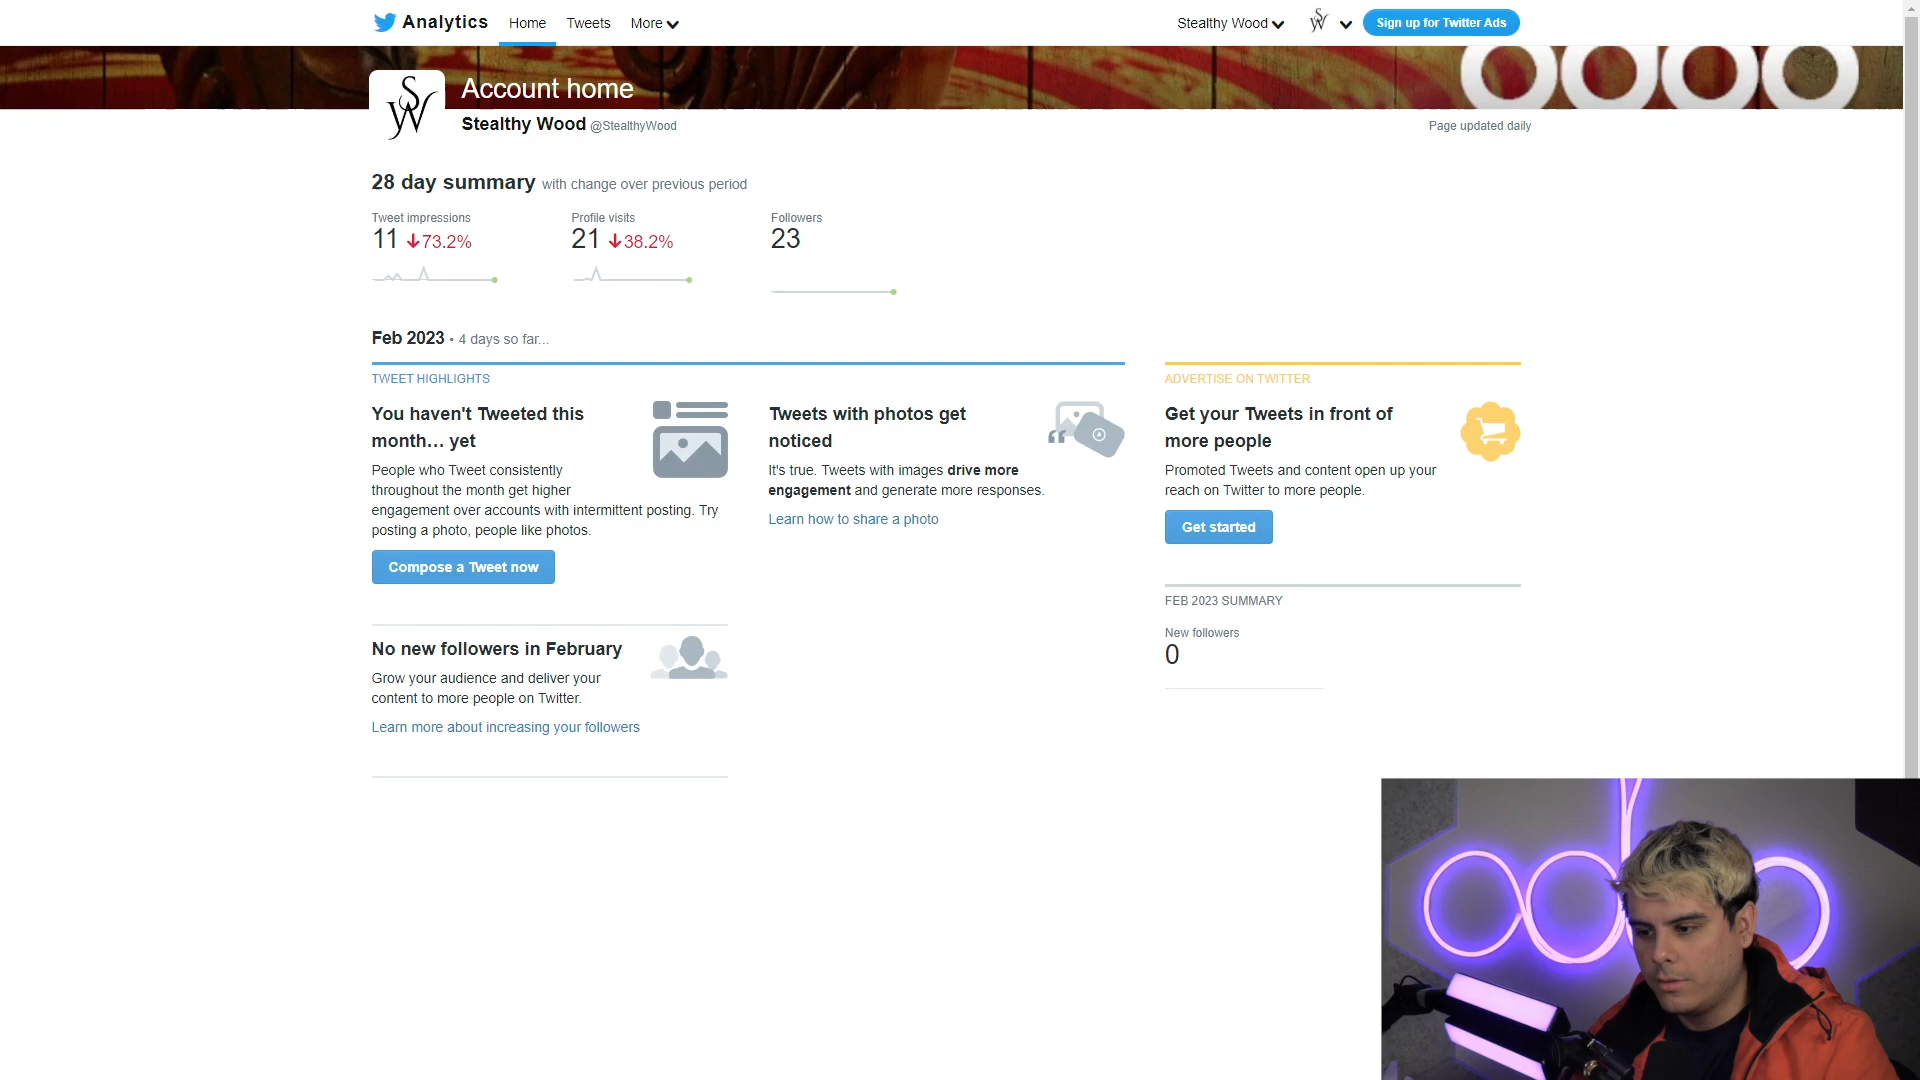 Analytics Home Tweets More Stealthy Wood Sign up for Twitter Ads
SW
Account home
Stealthy Wood @StealthyWood
Page updated daily
28 day summary with change over previous period
Tweet impressions
11 73.2%
Profile visits
21 38.2%
Followers
23
Feb 2023 • 4 days so far...
TWEET HIGHLIGHTS
You haven't Tweeted this
month… yet
People who Tweet consistently
throughout the month get higher
engagement over accounts with intermittent posting. Try
posting a photo, people like photos.
Compose a Tweet now
Tweets with photos get
noticed
It's true. Tweets with images drive more
engagement and generate more responses.
Learn how to share a photo
No new followers in February
Grow your audience and deliver your
content to more people on Twitter.
Learn more about increasing your followers
ADVERTISE ON TWITTER
Get your Tweets in front of
more people
Promoted Tweets and content open up your
reach on Twitter to more people.
Get started
FEB 2023 SUMMARY
New followers
0